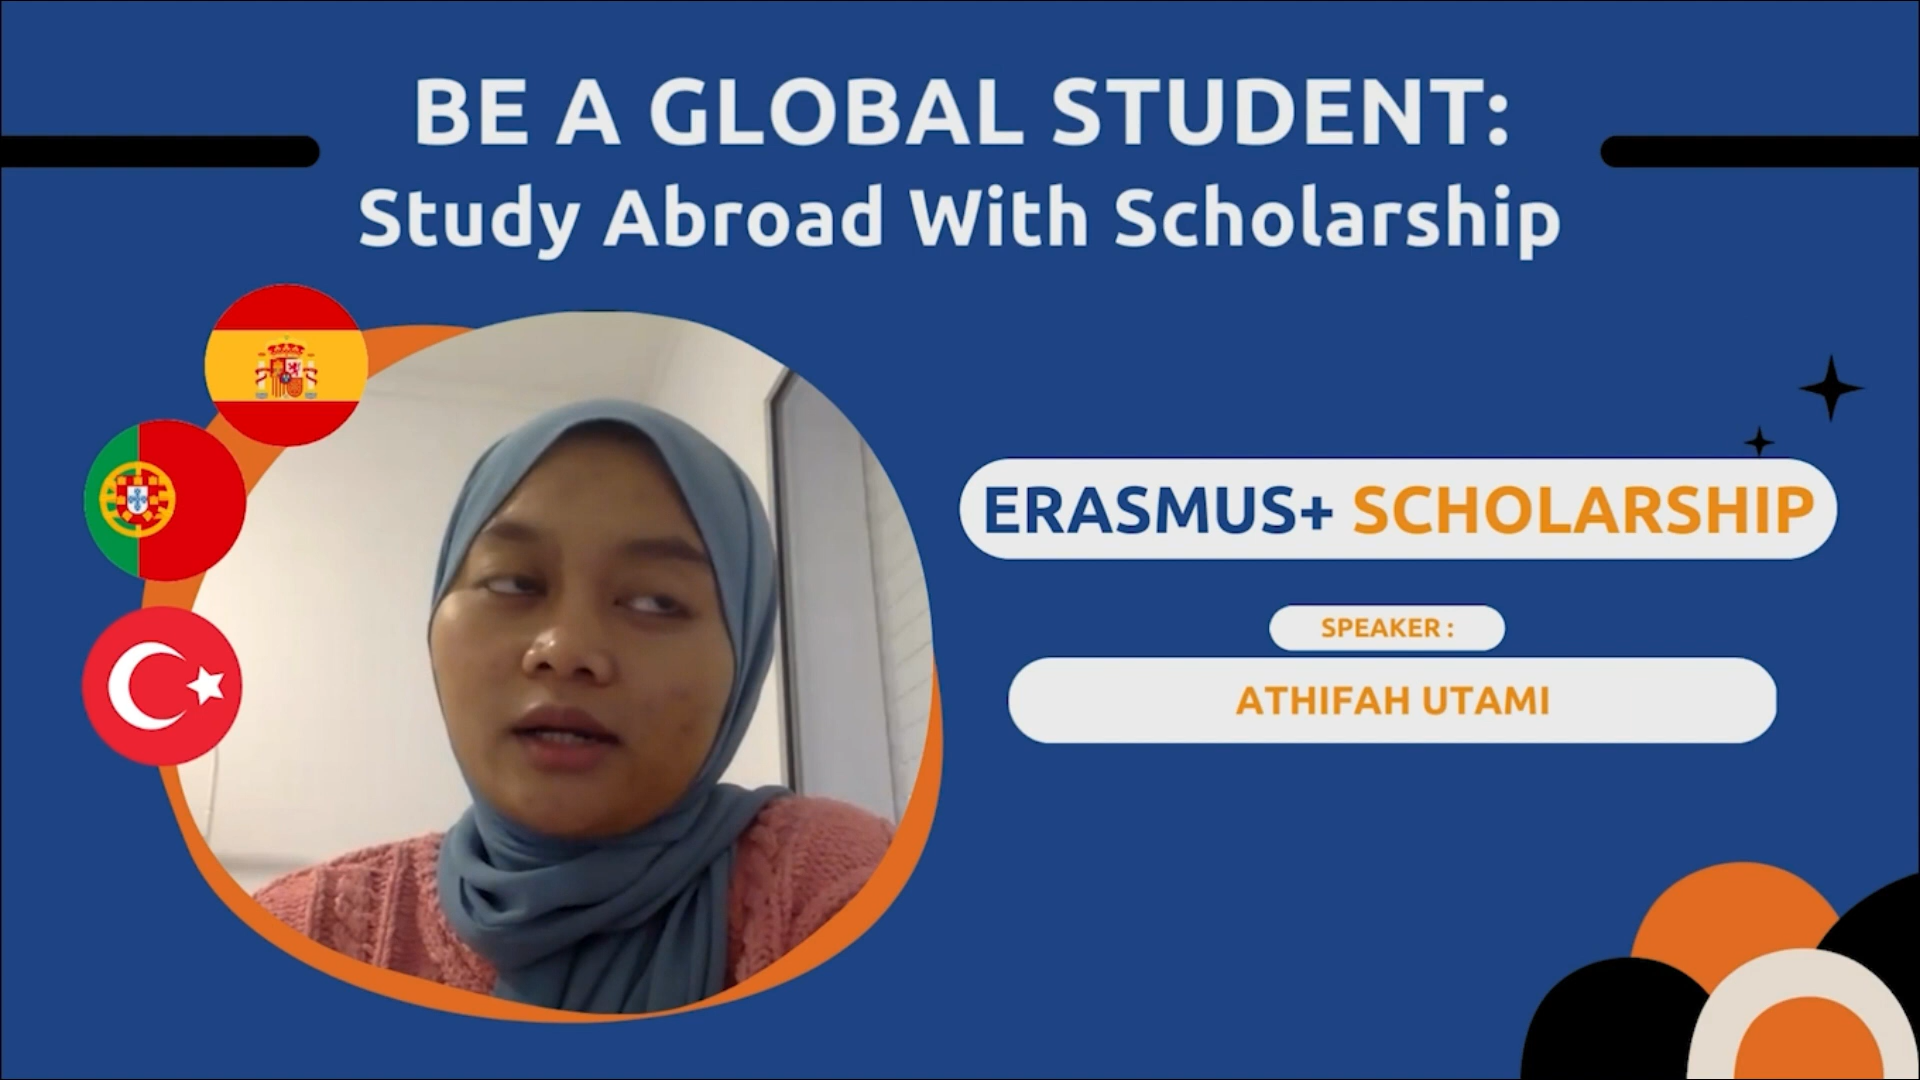 BE A GLOBAL STUDENT:
Study Abroad With Scholarship
ERASMUS+ SCHOLARSHIP
SPEAKER :
ATHIFAH UTAMI